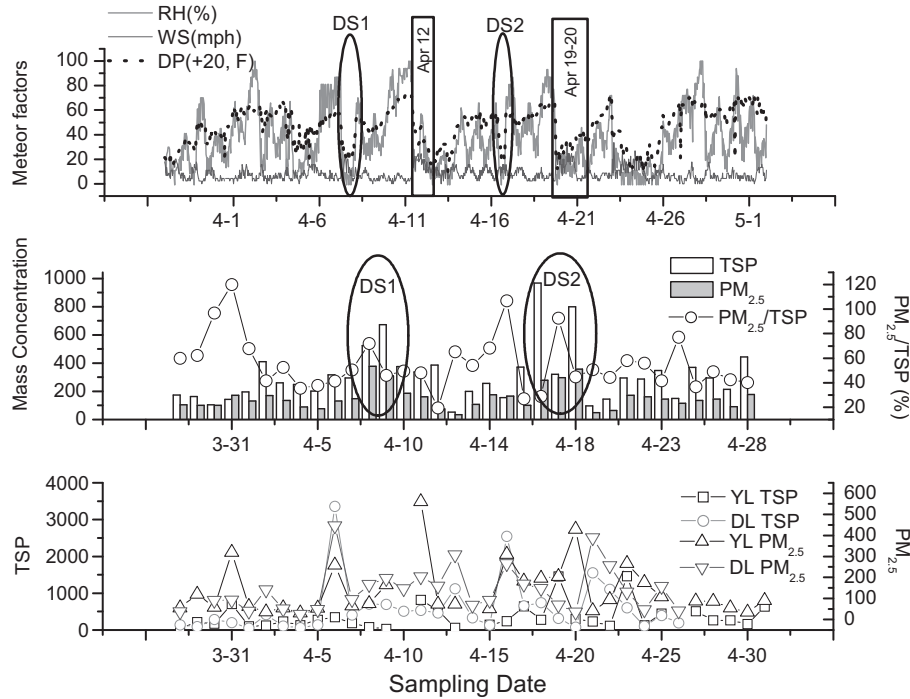 RH(%)
WS(mph)
DP(+20, F)
DS1
Apr 12
DS2
Apr 19-20
Meteor factors
100
80
60
40
20
0
4-1
4-6
4-11
4-16
4-21
4-26
5-1
Mass Concentration
1000
800
600
400
200
0
DS1
DS2
TSP
PM2.5
PM2.5/TSP
120
100
80
60
40
20
PM2.5/TSP (%)
3-31
4-5
4-10
4-14
4-18
4-23
4-28
TSP
4000
3000
2000
1000
0
YL TSP
DL TSP
YL PM2.5
DL PM2.5
600
500
400
300
200
100
0
PM2.5
3-31
4-5
4-10
4-15
4-20
4-25
4-30
Sampling Date